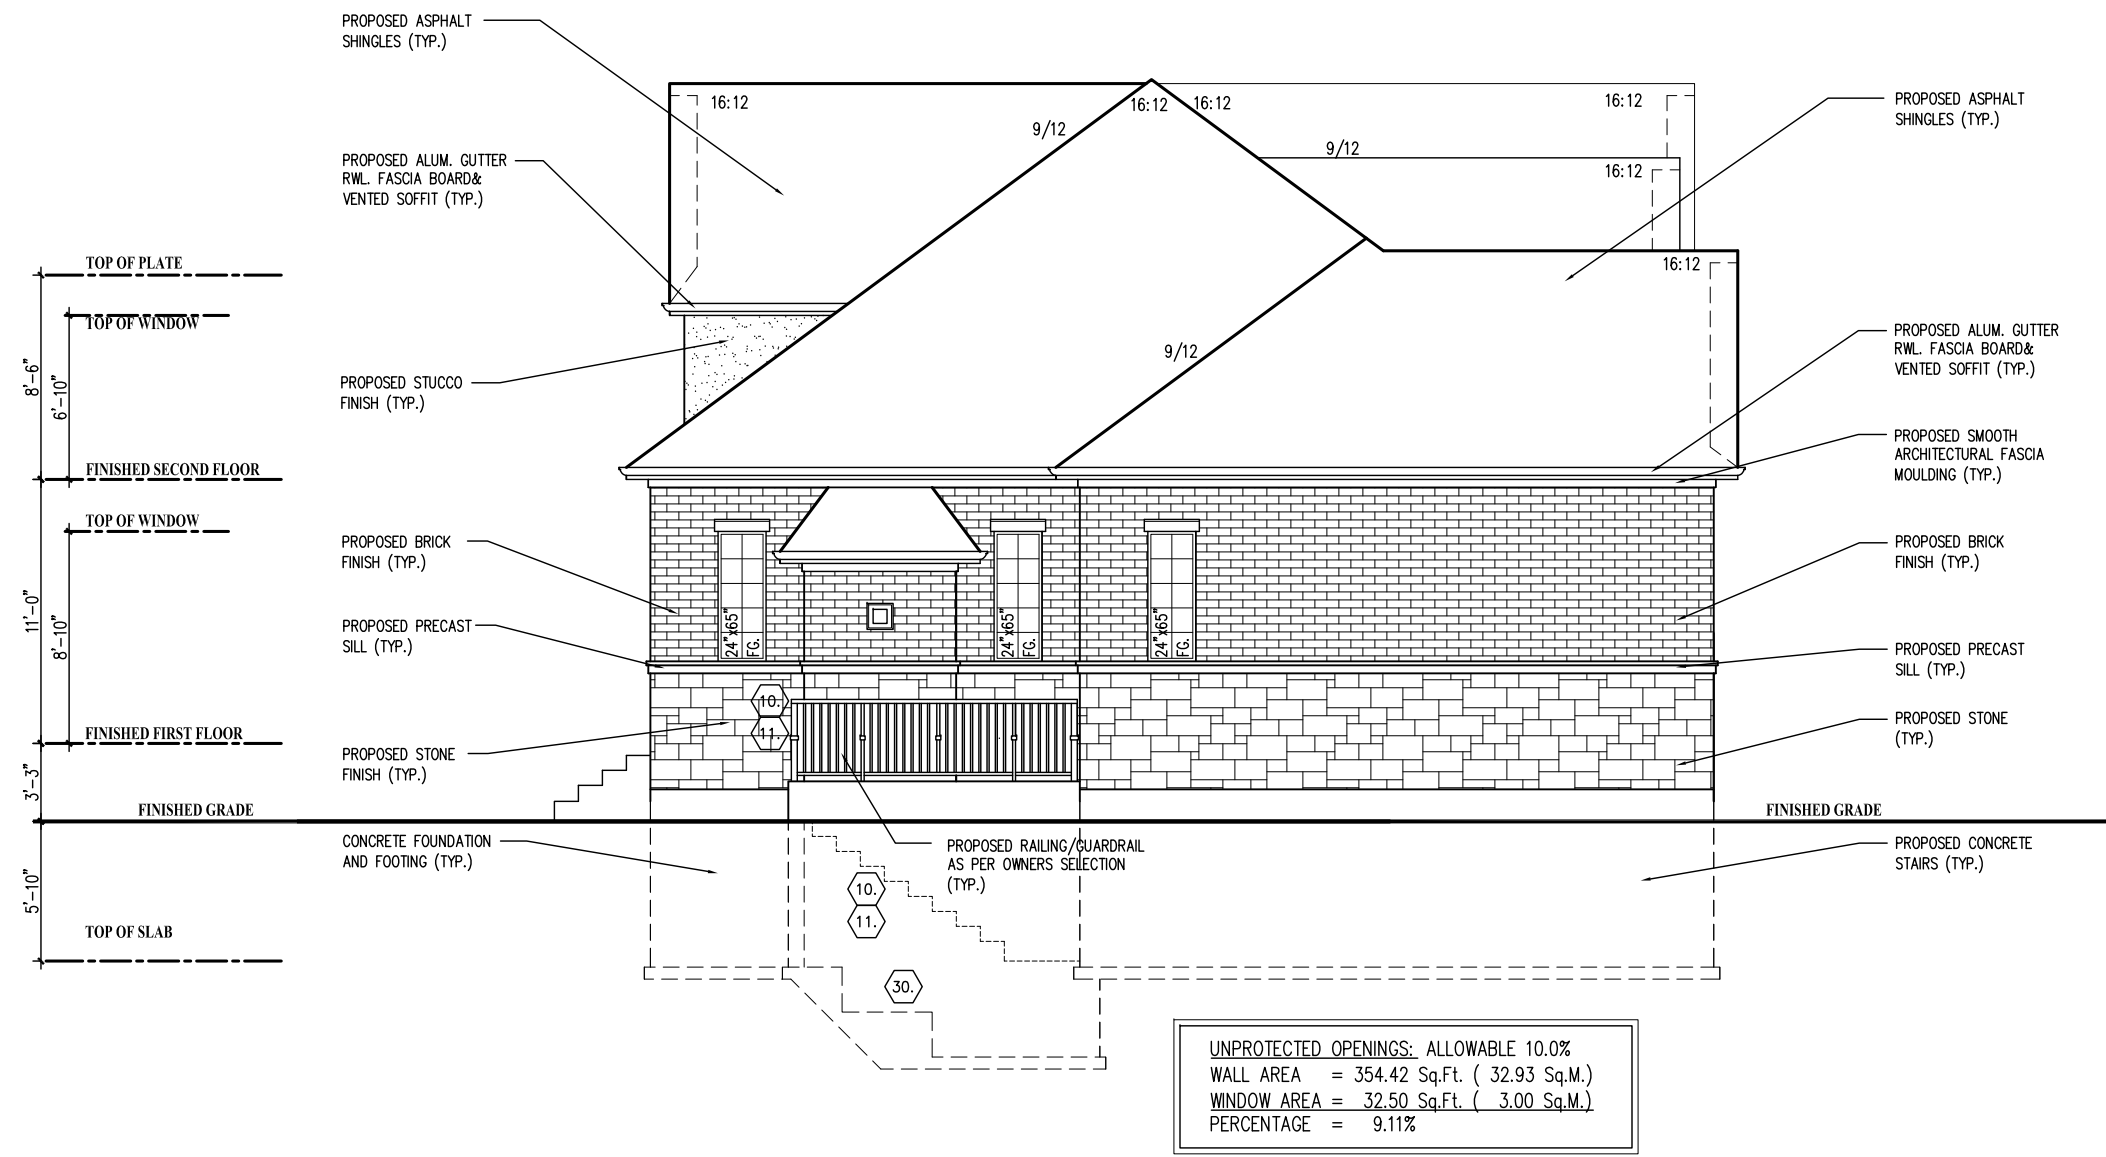 PROPOSED ASPHALT
SHINGLES (TYP.)
16:12
9/12
16:12
16:12
16:12
PROPOSED ASPHALT
SHINGLES (TYP.)
9/12
16:12
PROPOSED ALUM. GUTTER
RWL. FASCIA BOARD&
VENTED SOFFIT (TYP.)
TOP OF PLATE
16:12
TOP OF WINDOW
8'-6"
6'-10"
PROPOSED STUCCO
FINISH (TYP.)
9/12
PROPOSED ALUM. GUTTER
RWL. FASCIA BOARD&
VENTED SOFFIT (TYP.)
PROPOSED SMOOTH
ARCHITECTURAL FASCIA
MOULDING (TYP.)
FINISHED SECOND FLOOR
TOP OF WINDOW
11'-0"
8'-10"
PROPOSED BRICK
FINISH (TYP.)
PROPOSED BRICK
FINISH (TYP.)
24"x65"
FG.
24"x65"
FG.
24"x65"
FG.
PROPOSED PRECAST
SILL (TYP.)
PROPOSED PRECAST
SILL (TYP.)
10.
11.
FINISHED FIRST FLOOR
PROPOSED STONE
FINISH (TYP.)
PROPOSED STONE
(TYP.)
3'-3"
FINISHED GRADE
FINISHED GRADE
CONCRETE FOUNDATION
AND FOOTING (TYP.)
PROPOSED RAILING/GUARDRAIL
AS PER OWNERS SELECTION
(TYP.)
PROPOSED CONCRETE
STAIRS (TYP.)
5'-10"
10.
11.
TOP OF SLAB
30.
UNPROTECTED OPENINGS: ALLOWABLE 10.0%
WALL AREA = 354.42 Sq.Ft. ( 32.93 Sq.M.)
WINDOW AREA = 32.50 Sq.Ft. ( 3.00 Sq.M.)
PERCENTAGE = 9.11%